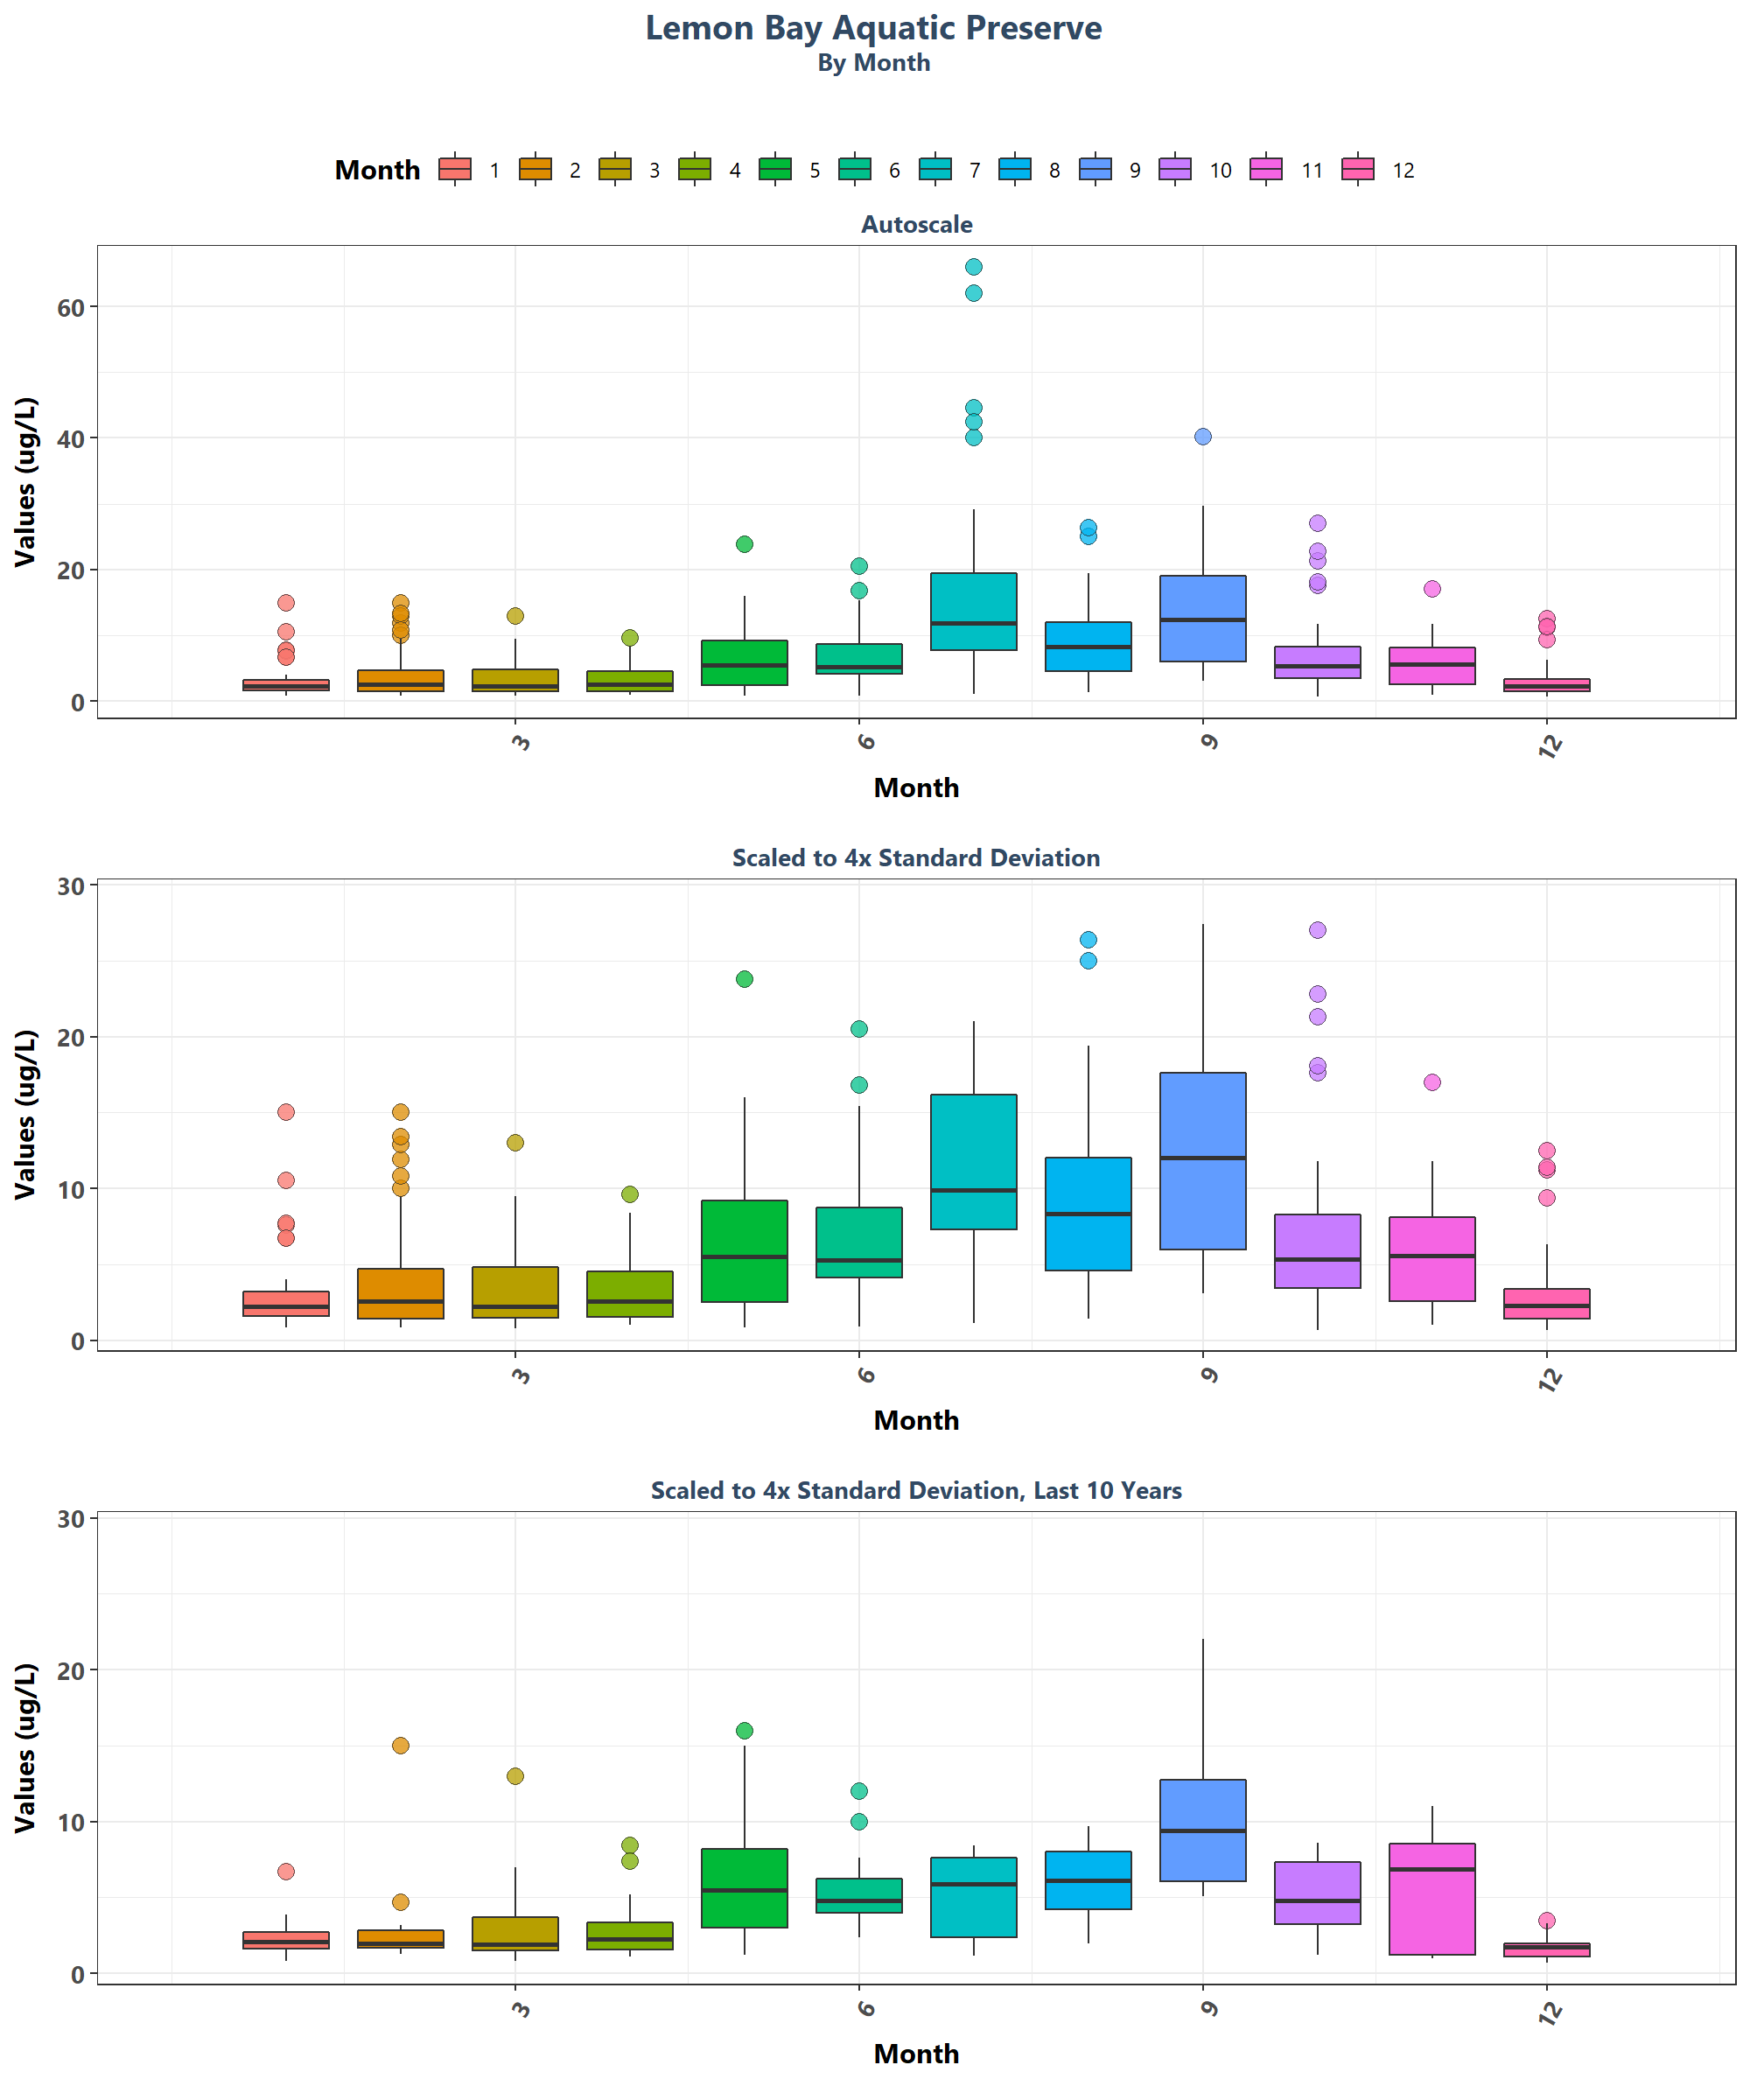 Lemon Bay Aquatic Preserve
By Month
Month 1 2 3 4 5 6 7 8 9 10 11 12
Autoscale
Values (ug/L)
60
40
20
0
3 6 9 12
Month
Scaled to 4x Standard Deviation
Values (ug/L)
30
20
10
0
3 6 9 12
Month
Scaled to 4x Standard Deviation, Last 10 Years
Values (ug/L)
30
20
10
0
3 6 9 12
Month